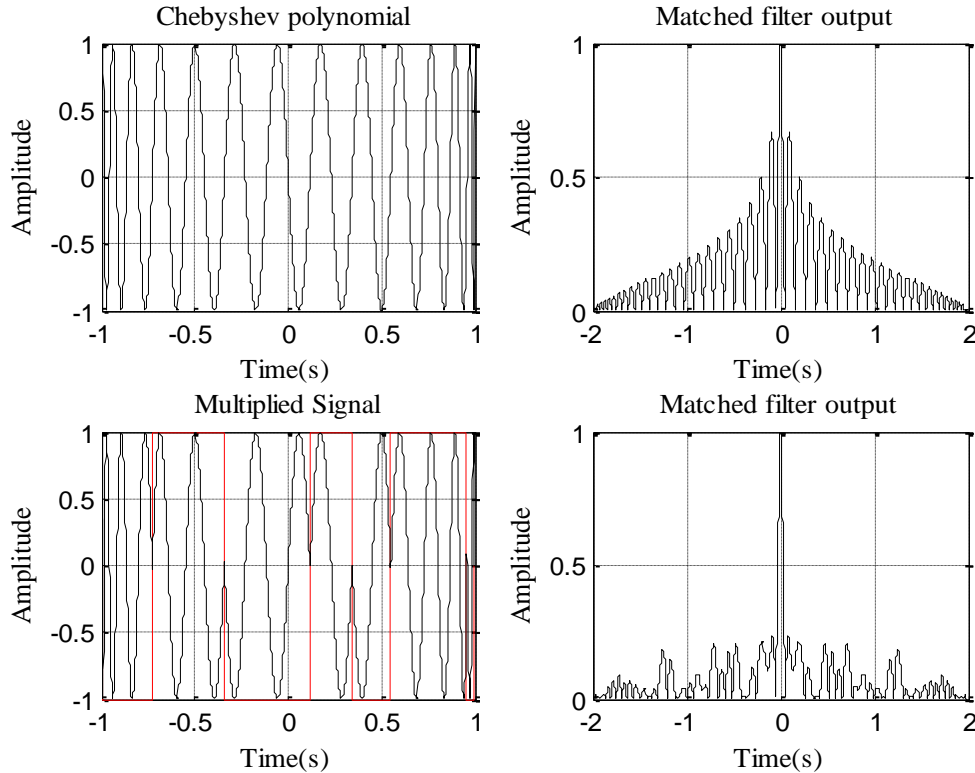 Chebyshev polynomial
Amplitude
1
0.5
0
-0.5
-1
-1 -0.5 0 0.5 1
Time(s)
Matched filter output
Amplitude
1
0.5
0
-2 -1 0 1 2
Time(s)
Multiplied Signal
Amplitude
1
0.5
0
-0.5
-1
-1 -0.5 0 0.5 1
Time(s)
Matched filter output
Amplitude
1
0.5
0
-2 -1 0 1 2
Time(s)